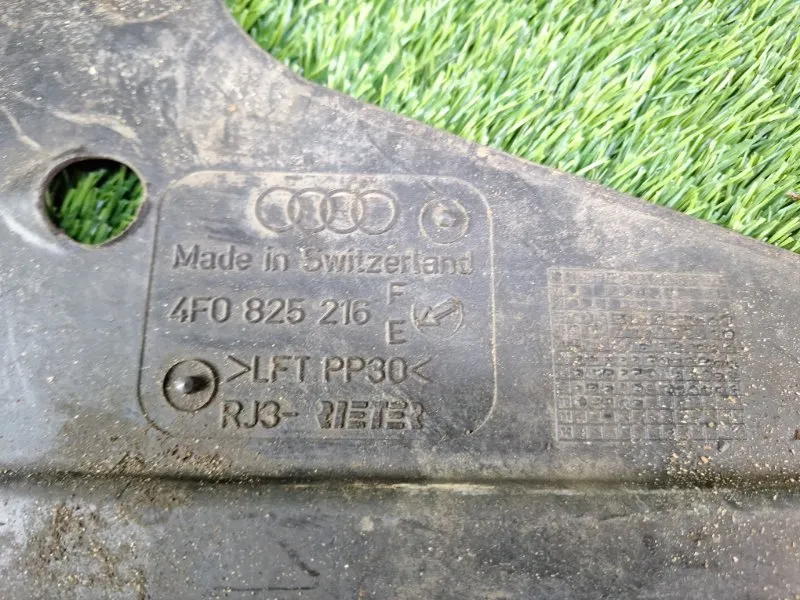 Made in Switzerland
4F0 825 216 F
E
>LFT PP30<
RJ3- RIETER